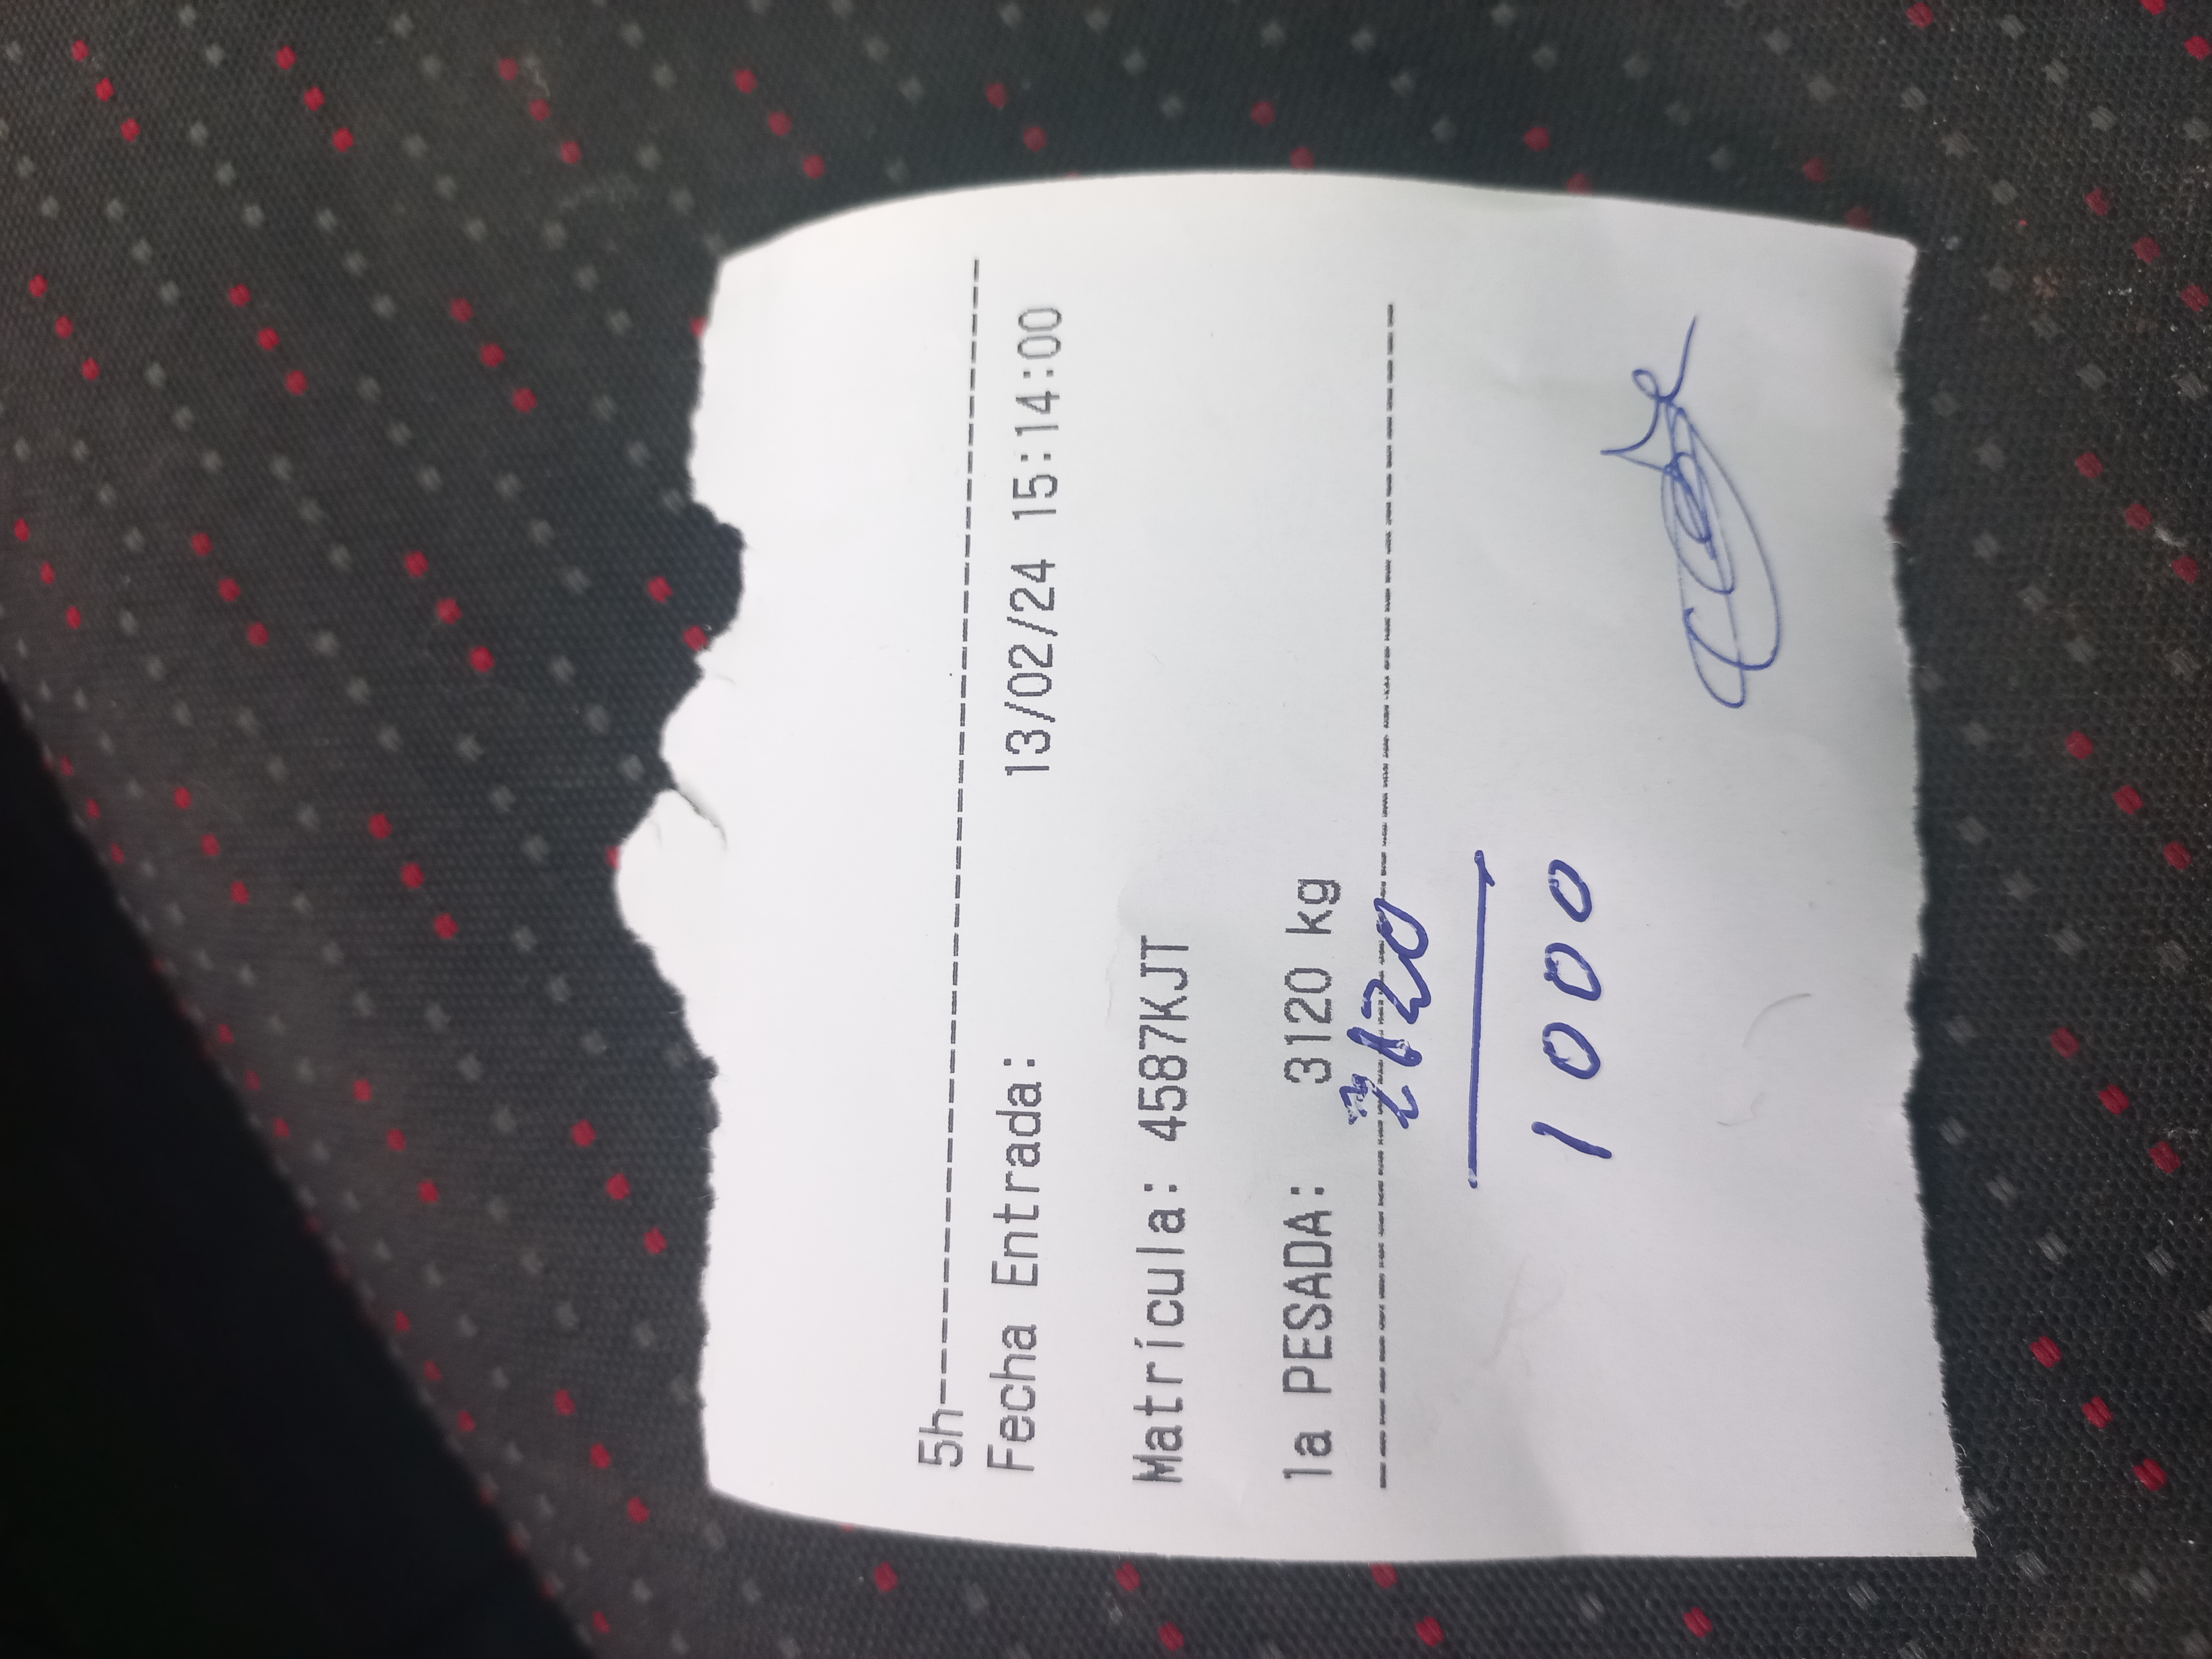 5h------------------------------------
Fecha Entrada: 13/02/24 15:14:00
Matrícula: 4587KJT
1a PESADA: 3120 kg
----------------------------------------
2120
1000